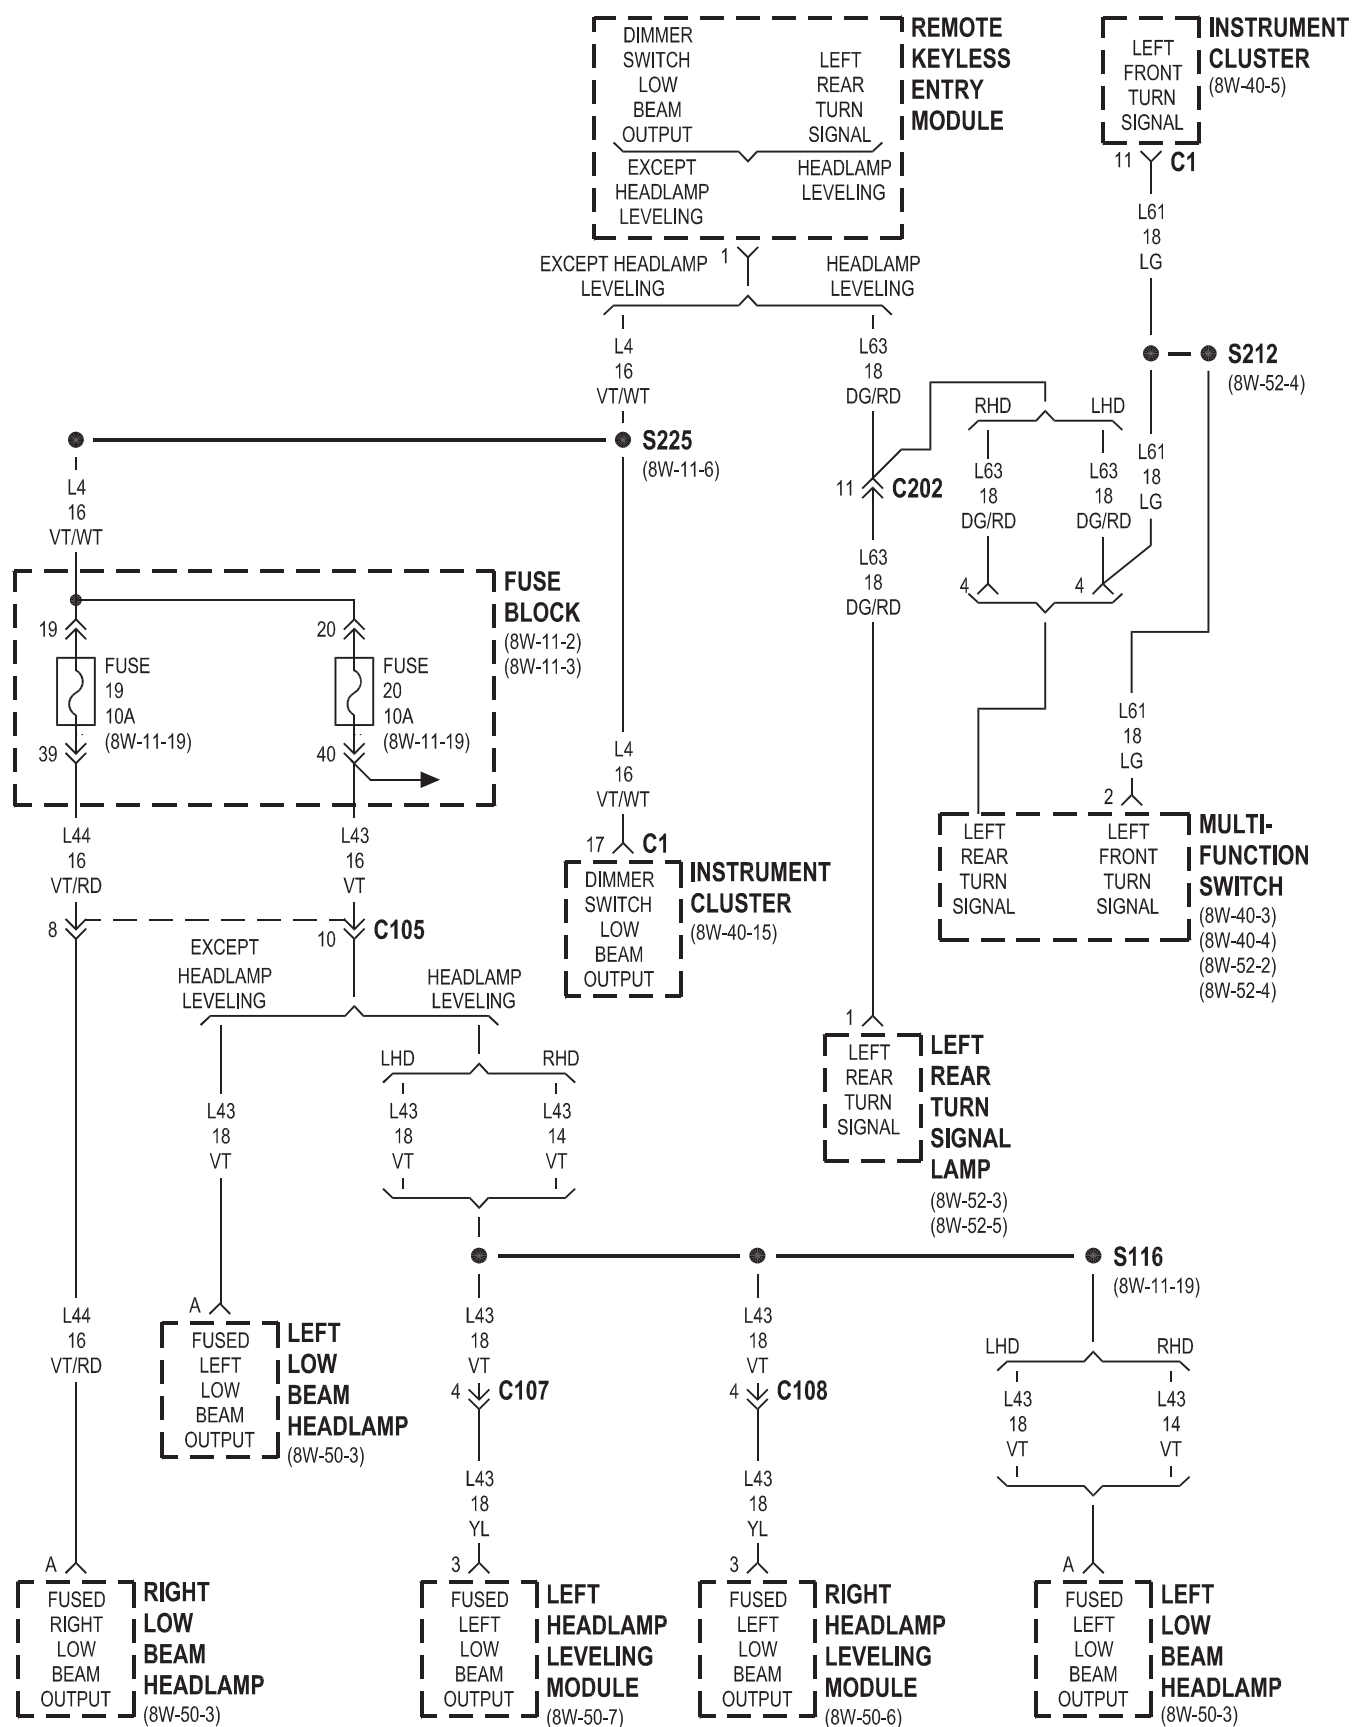 DIMMER
SWITCH
LOW
BEAM
OUTPUT
LEFT
REAR
TURN
SIGNAL
EXCEPT
HEADLAMP
LEVELING
HEADLAMP
LEVELING
REMOTE
KEYLESS
ENTRY
MODULE
LEFT
FRONT
TURN
SIGNAL
INSTRUMENT
CLUSTER
(8W-40-5)
11 C1
L61
18
LG
1
EXCEPT HEADLAMP
LEVELING
HEADLAMP
LEVELING
L4
16
VT/WT
L63
18
DG/RD
S212
(8W-52-4)
RHD LHD
S225
(8W-11-6)
L4
16
VT/WT
11 C202
L63
18
DG/RD
L63
18
DG/RD
L61
18
LG
L63
18
DG/RD
4 4
FUSE
BLOCK
(8W-11-2)
(8W-11-3)
19
FUSE
19
10A
(8W-11-19)
39
20
FUSE
20
10A
(8W-11-19)
40
L4
16
VT/WT
L61
18
LG
2
LEFT
REAR
TURN
SIGNAL
LEFT
FRONT
TURN
SIGNAL
MULTI-
FUNCTION
SWITCH
(8W-40-3)
(8W-40-4)
(8W-52-2)
(8W-52-4)
L44
16
VT/RD
L43
16
VT
17 C1
DIMMER
SWITCH
LOW
BEAM
OUTPUT
INSTRUMENT
CLUSTER
(8W-40-15)
8
10 C105
EXCEPT
HEADLAMP
LEVELING
HEADLAMP
LEVELING
1
LEFT
REAR
TURN
SIGNAL
LEFT
REAR
TURN
SIGNAL
LAMP
(8W-52-3)
(8W-52-5)
LHD RHD
L43
18
VT
L43
18
VT
L43
14
VT
S116
(8W-11-19)
L44
16
VT/RD
A
FUSED
LEFT
LOW
BEAM
OUTPUT
LEFT
LOW
BEAM
HEADLAMP
(8W-50-3)
L43
18
VT
4 C107
L43
18
YL
L43
18
VT
4 C108
L43
18
YL
LHD RHD
L43
18
VT
L43
14
VT
A
FUSED
RIGHT
LOW
BEAM
OUTPUT
RIGHT
LOW
BEAM
HEADLAMP
(8W-50-3)
3
FUSED
LEFT
LOW
BEAM
OUTPUT
LEFT
HEADLAMP
LEVELING
MODULE
(8W-50-7)
3
FUSED
LEFT
LOW
BEAM
OUTPUT
RIGHT
HEADLAMP
LEVELING
MODULE
(8W-50-6)
A
FUSED
LEFT
LOW
BEAM
OUTPUT
LEFT
LOW
BEAM
HEADLAMP
(8W-50-3)